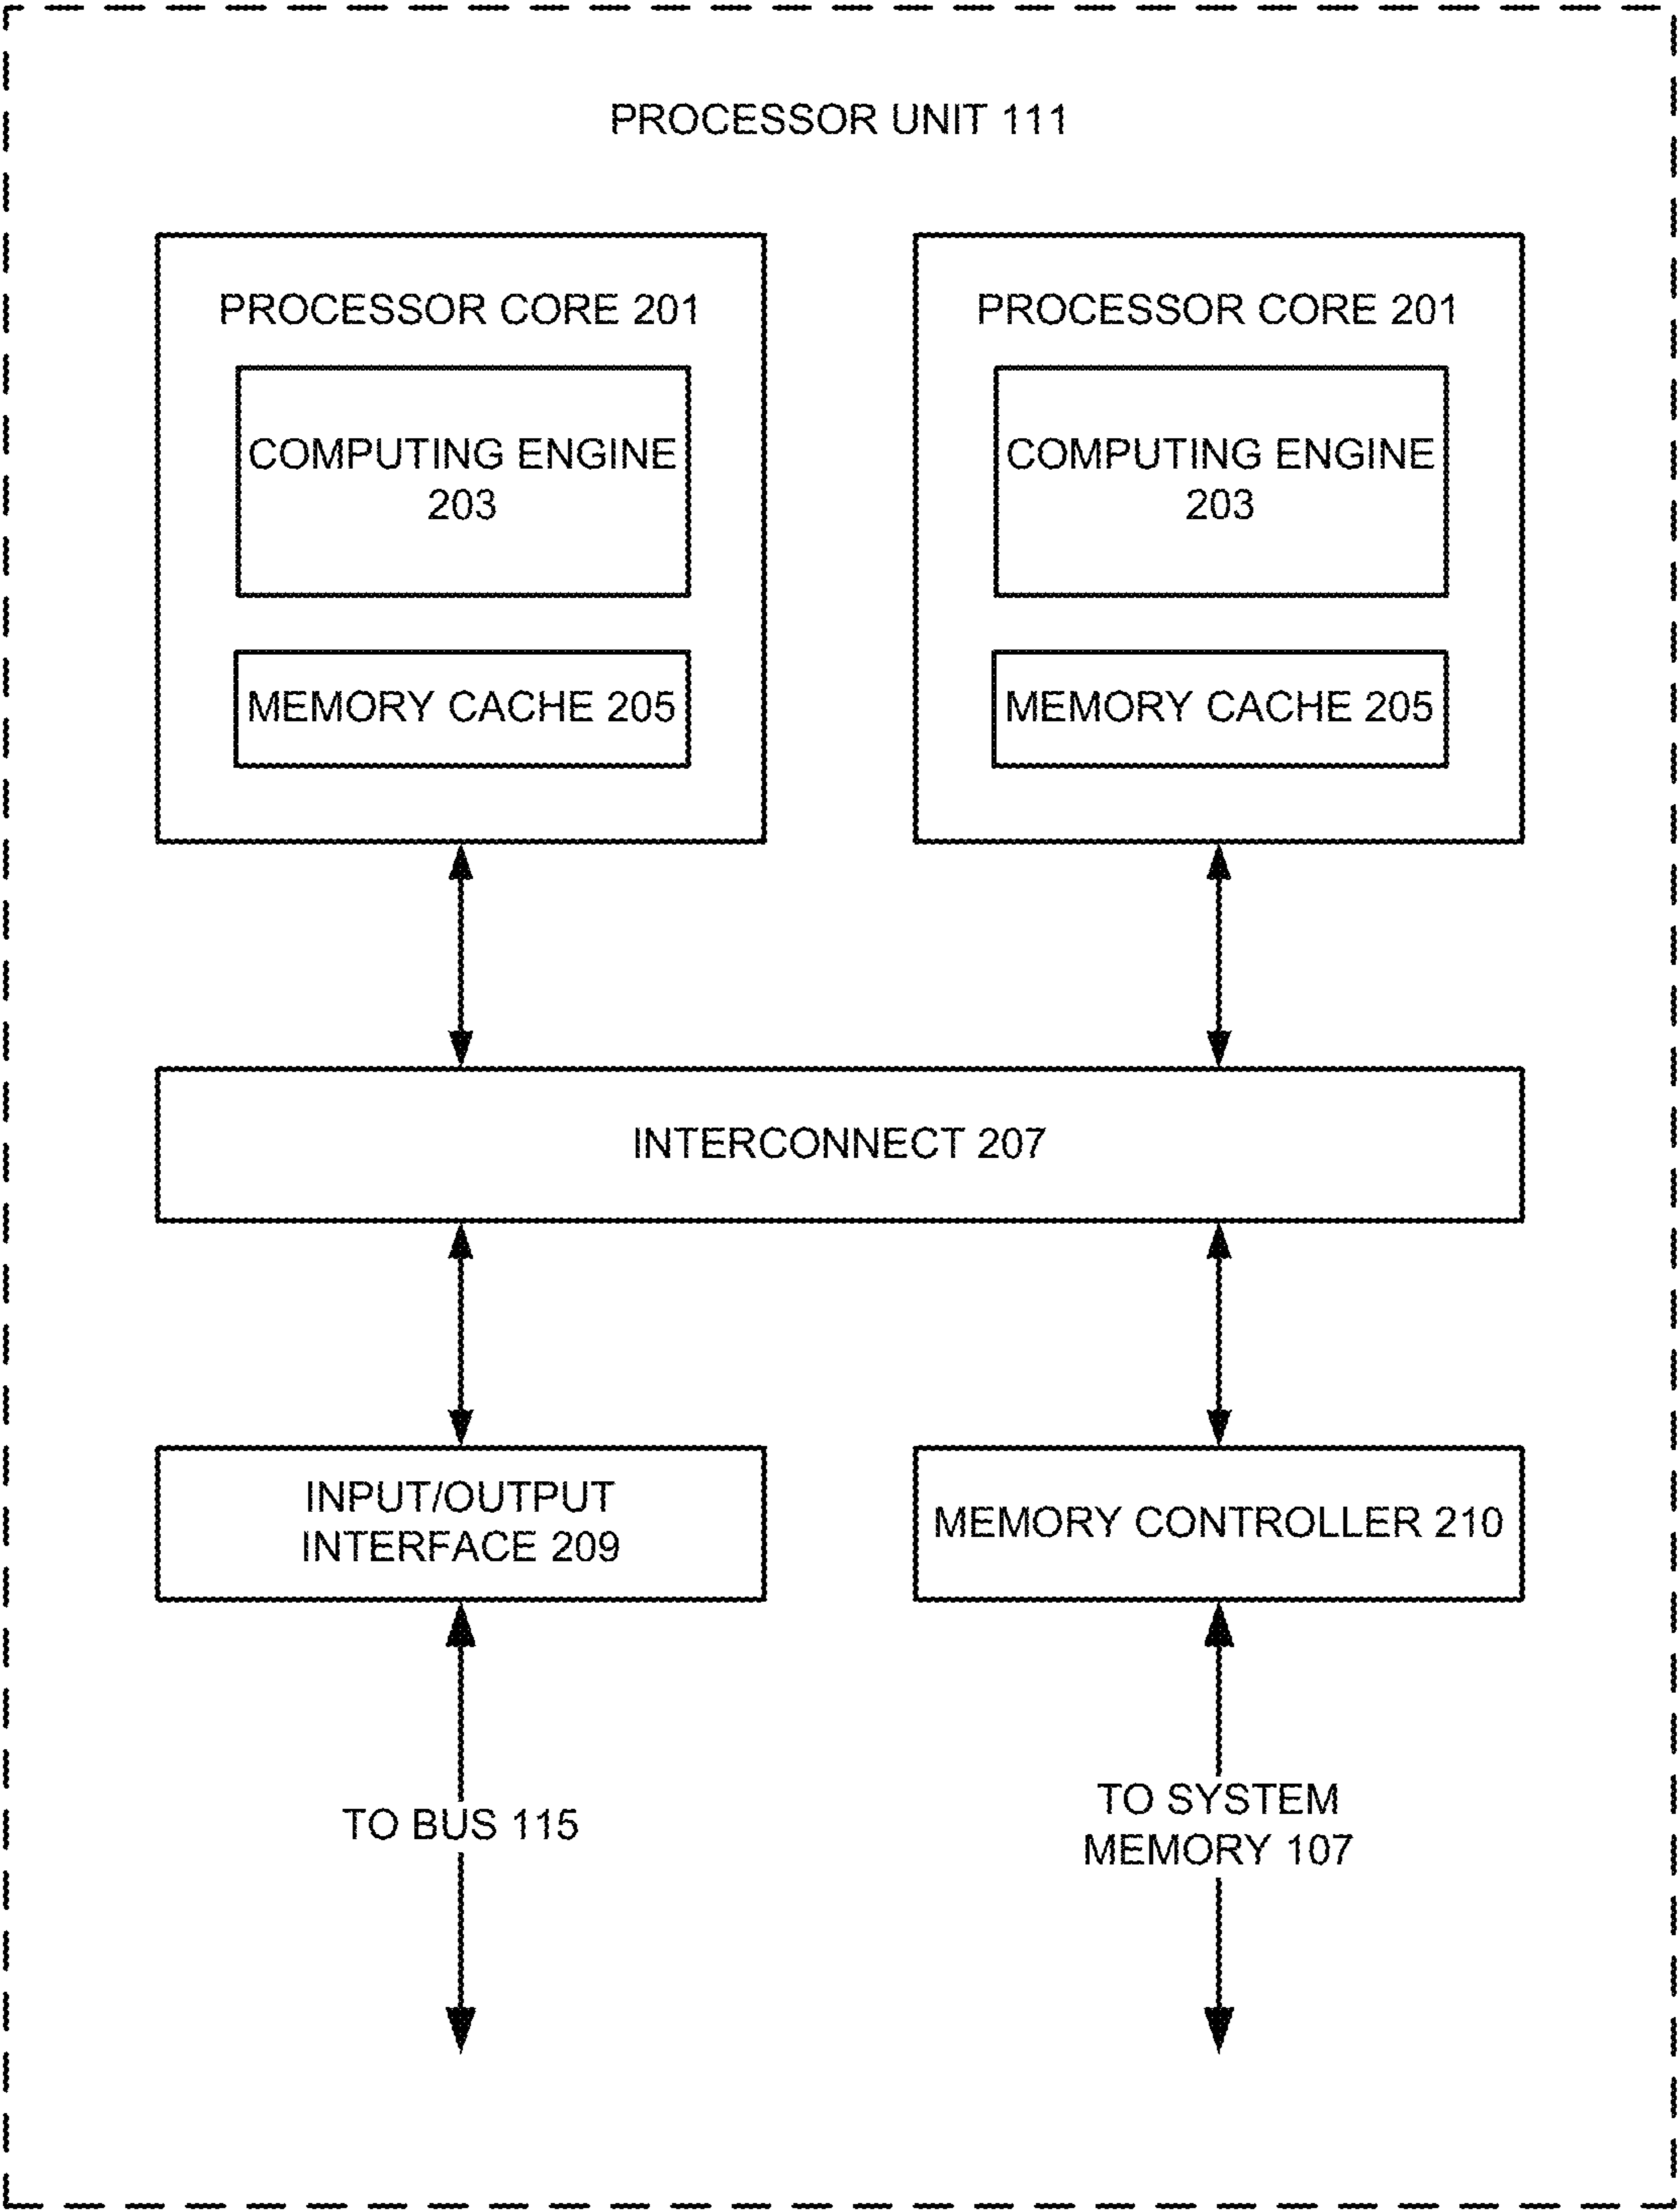 PROCESSOR UNIT 111
PROCESSOR CORE 201
COMPUTING ENGINE
203
MEMORY CACHE 205
PROCESSOR CORE 201
COMPUTING ENGINE
203
MEMORY CACHE 205
INTERCONNECT 207
INPUT/OUTPUT
INTERFACE 209
MEMORY CONTROLLER 210
TO BUS 115
TO SYSTEM
MEMORY 107